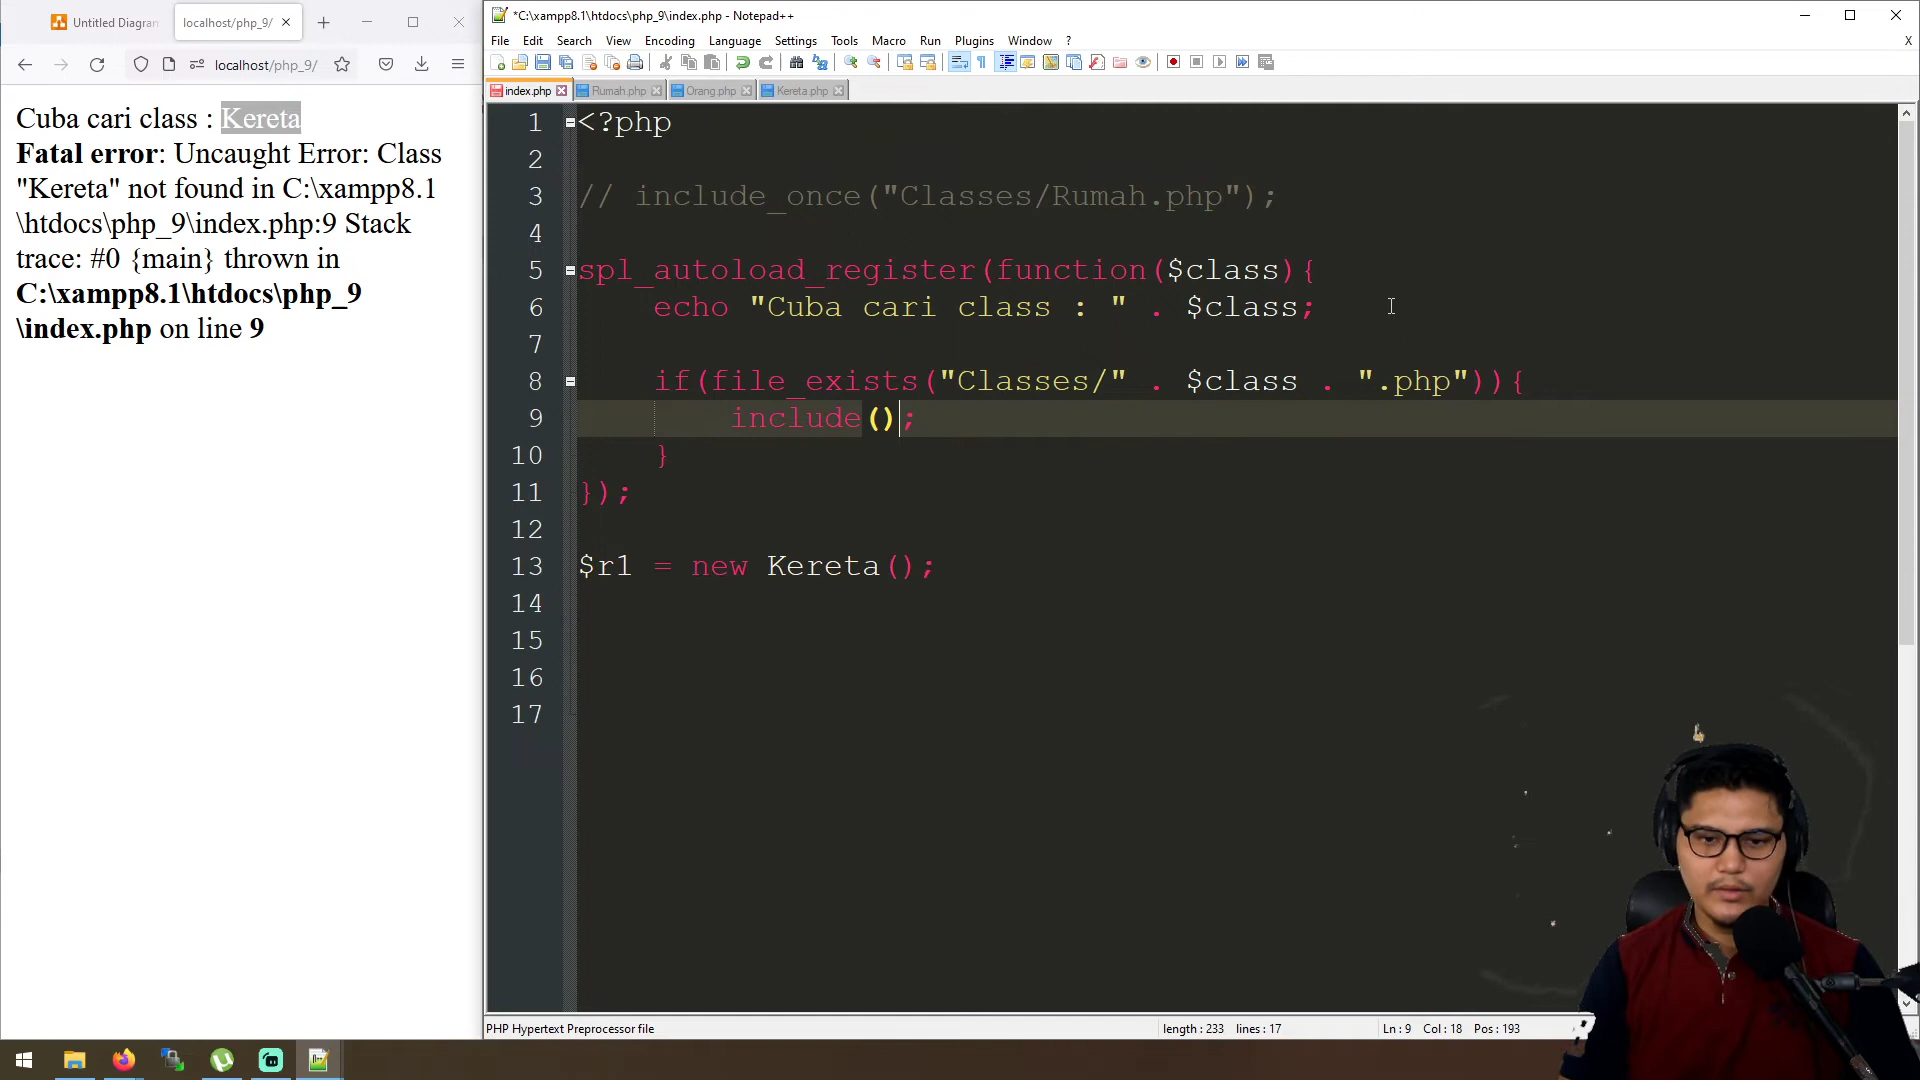 Untitled Diagran
localhost/php_9/
localhost/php_9/
Cuba cari class : Kereta
Fatal error: Uncaught Error: Class
"Kereta" not found in C:\xampp8.1
\htdocs\php_9\index.php:9 Stack
trace: #0 {main} thrown in
C:\xampp8.1\htdocs\php_9
\index.php on line 9
*C:\xampp8.1\htdocs\php_9\index.php - Notepad++
File Edit Search View Encoding Language Settings Tools Macro Run Plugins Window ? X
index.php Rumah.php Orang.php Kereta.php
1 <?php
2
3 // include_once("Classes/Rumah.php");
4
5 spl_autoload_register(function($class){
6 echo "Cuba cari class : " . $class;
7
8 if(file_exists("Classes/" . $class . ".php")){
9 include();
10 }
11 });
12
13 $r1 = new Kereta();
14
15
16
17
PHP Hypertext Preprocessor file length : 233 lines : 17 Ln : 9 Col : 18 Pos : 193